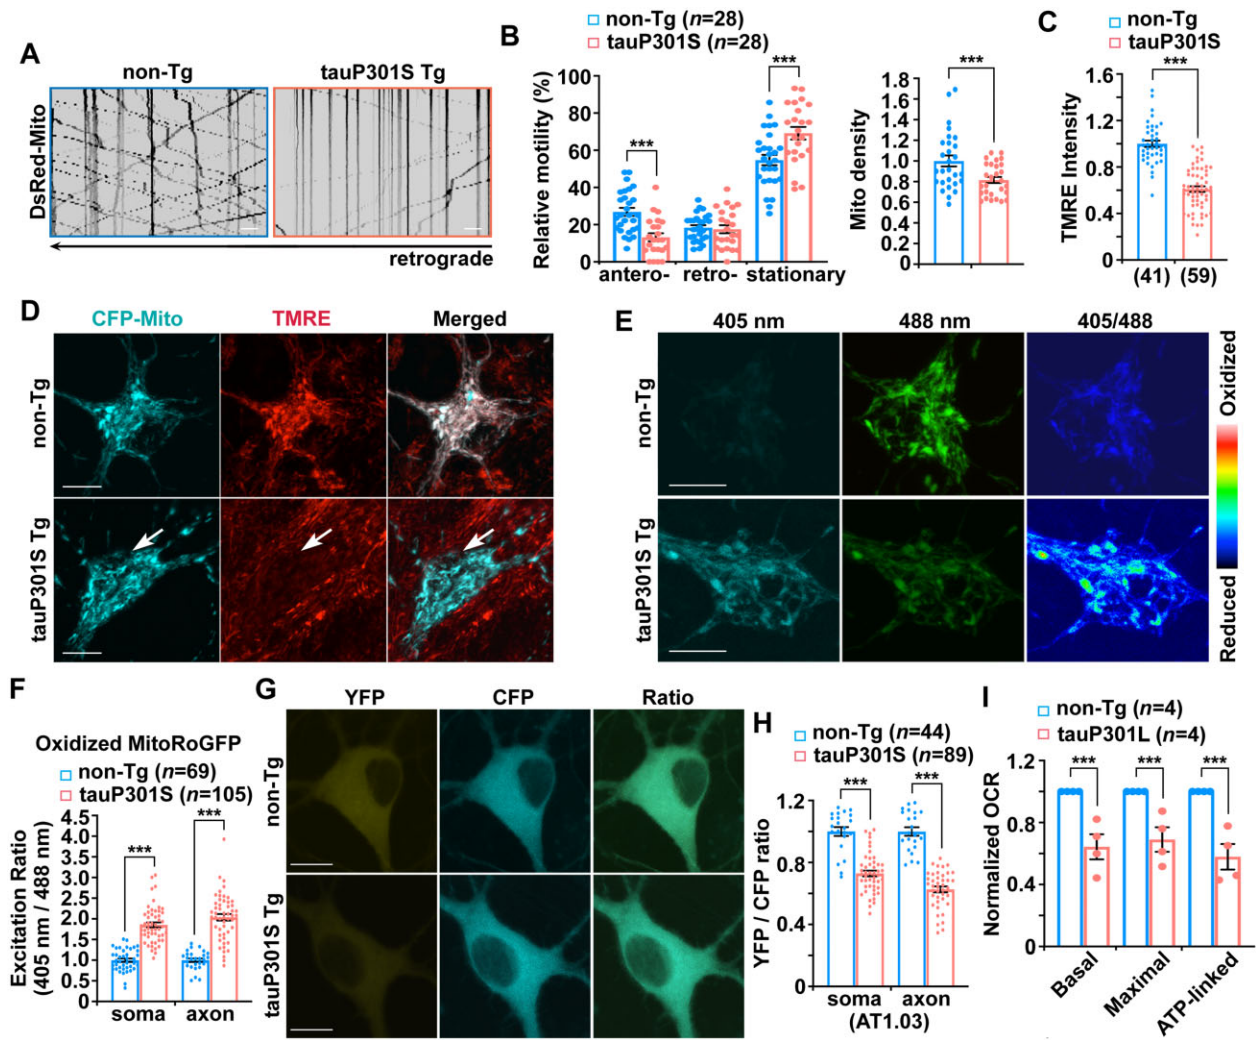 A
non-Tg
tauP301S Tg
DsRed-Mito
retrograde
B
non-Tg (n=28)
tauP301S (n=28)
Relative motility (%)
100
80
60
40
20
0
***
***
antero-
retro-
stationary
Mito density
1.8
1.6
1.4
1.2
1.0
0.8
0.6
0.4
0.2
0
***
C
non-Tg
tauP301S
TMRE Intensity
1.6
1.2
0.8
0.4
0
***
(41)
(59)
D
CFP-Mito
TMRE
Merged
non-Tg
tauP301S Tg
E
405 nm
488 nm
405/488
non-Tg
tauP301S Tg
Oxidized
Reduced
F
Oxidized MitoRoGFP
non-Tg (n=69)
tauP301S (n=105)
Excitation Ratio
(405 nm / 488 nm)
4.5
4.0
3.5
3.0
2.5
2.0
1.5
1.0
0.5
0
***
***
soma
axon
G
YFP
CFP
Ratio
non-Tg
tauP301S Tg
H
non-Tg (n=44)
tauP301S (n=89)
YFP / CFP ratio
1.2
0.8
0.4
0
***
***
soma
axon
(AT1.03)
I
non-Tg (n=4)
tauP301L (n=4)
Normalized OCR
1.2
0.8
0.4
0
***
***
***
Basal
Maximal
ATP-linked